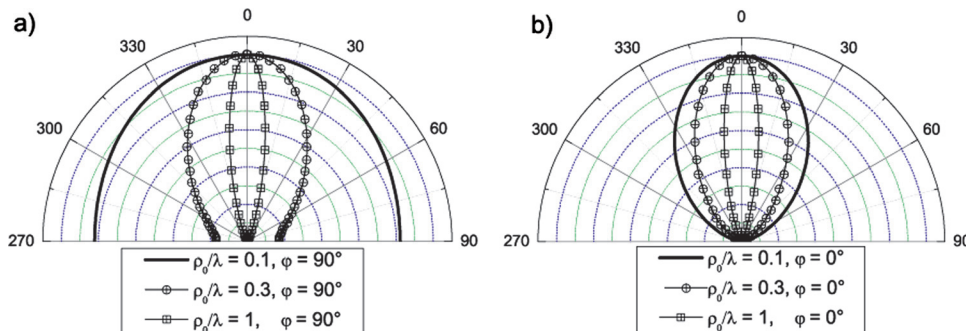 a)
0
330
30
300
60
270
90
ρ₀/λ = 0.1, φ = 90°
ρ₀/λ = 0.3, φ = 90°
ρ₀/λ = 1, φ = 90°
b)
0
330
30
300
60
270
90
ρ₀/λ = 0.1, φ = 0°
ρ₀/λ = 0.3, φ = 0°
ρ₀/λ = 1, φ = 0°